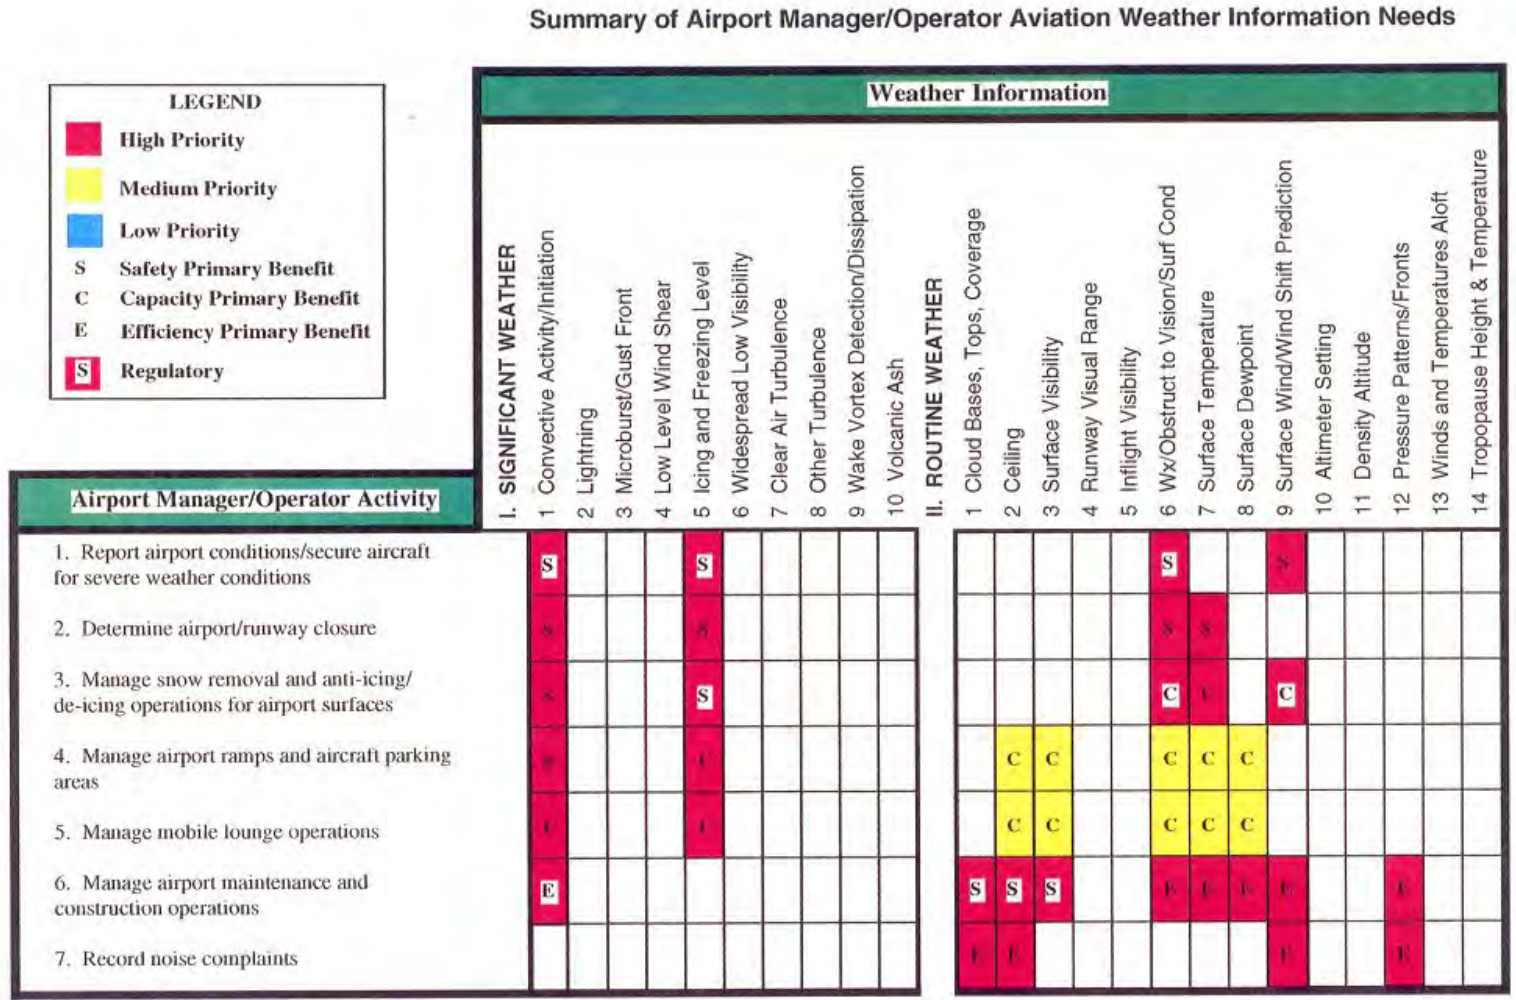 Summary of Airport Manager/Operator Aviation Weather Information Needs
LEGEND
High Priority
Medium Priority
Low Priority
S Safety Primary Benefit
C Capacity Primary Benefit
E Efficiency Primary Benefit
S Regulatory
Weather Information
I. SIGNIFICANT WEATHER
1 Convective Activity/Initiation
2 Lightning
3 Microburst/Gust Front
4 Low Level Wind Shear
5 Icing and Freezing Level
6 Widespread Low Visibility
7 Clear Air Turbulence
8 Other Turbulence
9 Wake Vortex Detection/Dissipation
10 Volcanic Ash
II. ROUTINE WEATHER
1 Cloud Bases, Tops, Coverage
2 Ceiling
3 Surface Visibility
4 Runway Visual Range
5 Inflight Visibility
6 Wx/Obstruct to Vision/Surf Cond
7 Surface Temperature
8 Surface Dewpoint
9 Surface Wind/Wind Shift Prediction
10 Altimeter Setting
11 Density Altitude
12 Pressure Patterns/Fronts
13 Winds and Temperatures Aloft
14 Tropopause Height & Temperature
Airport Manager/Operator Activity
1. Report airport conditions/secure aircraft
for severe weather conditions
S S S S
2. Determine airport/runway closure
S S S S
3. Manage snow removal and anti-icing/
de-icing operations for airport surfaces
S S C C
4. Manage airport ramps and aircraft parking
areas
C C C C C
5. Manage mobile lounge operations
C C C C C
6. Manage airport maintenance and
construction operations
E S S S E E E E E
7. Record noise complaints
E E E E